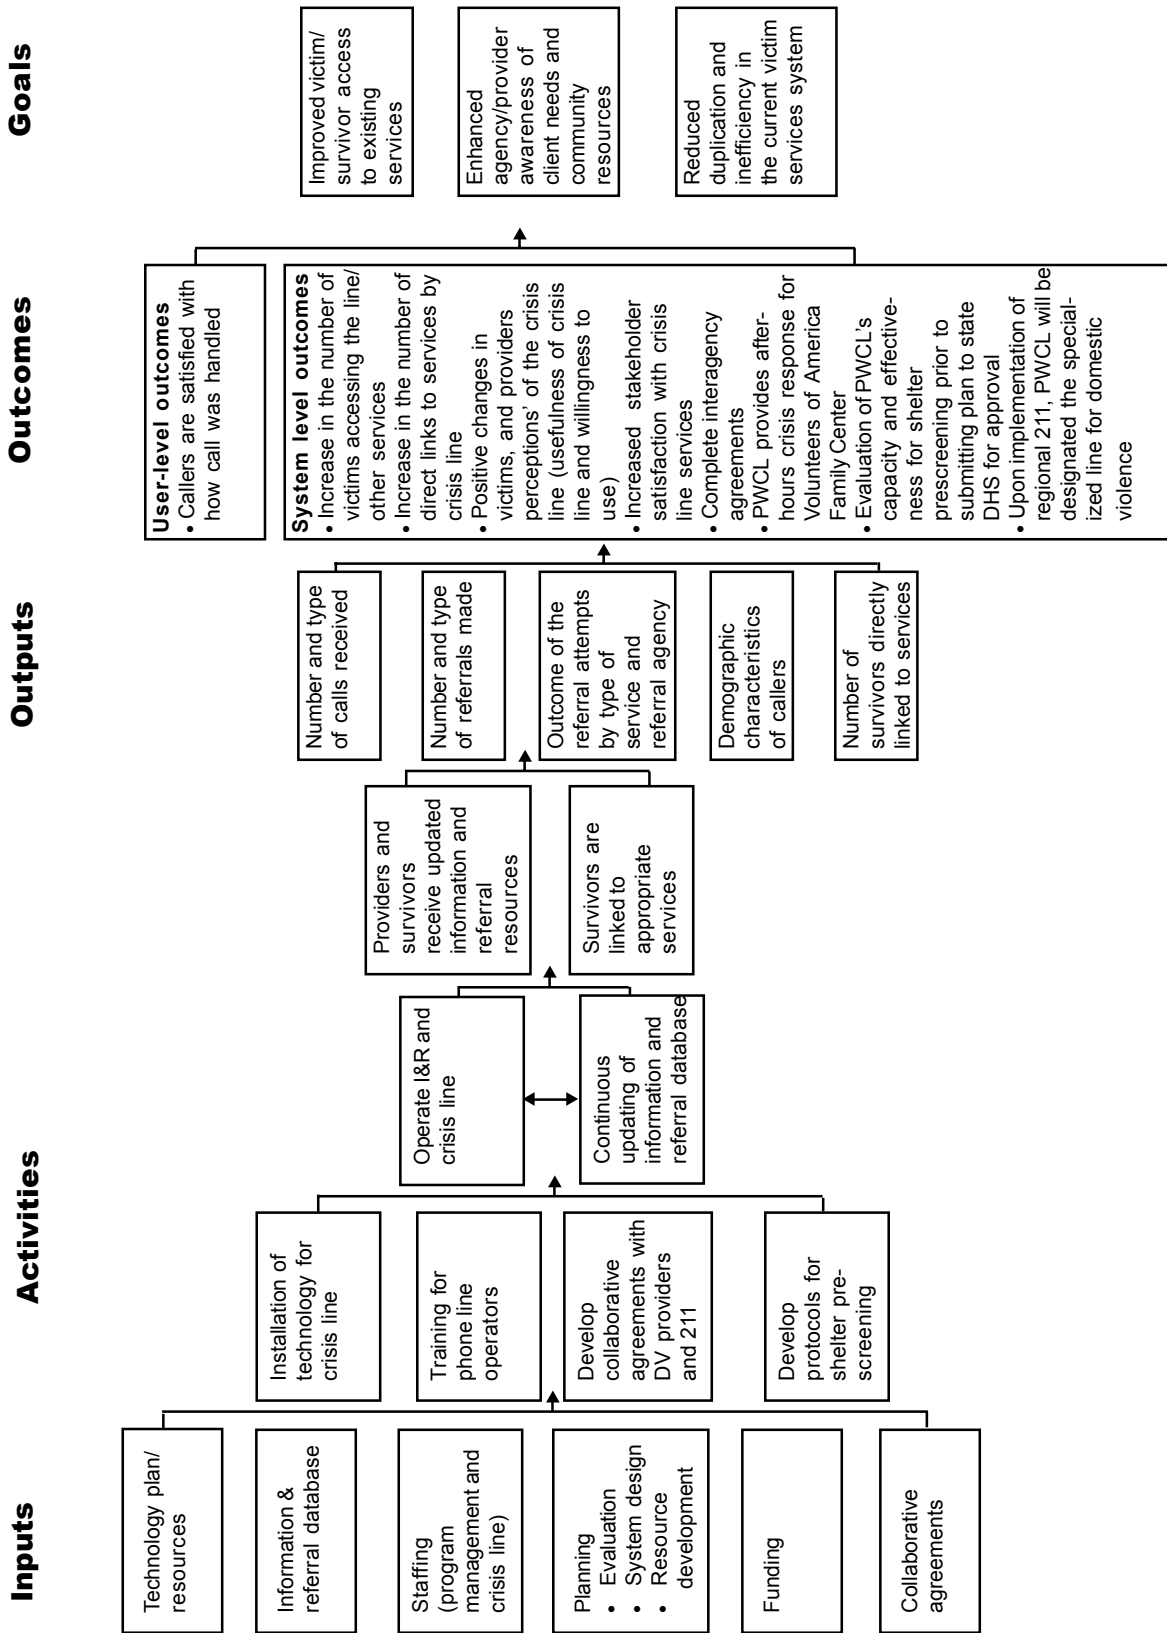 Inputs
Activities
Outputs
Outcomes
Goals
Technology plan/
resources
Information &
referral database
Staffing
(program
management and
crisis line)
Planning
• Evaluation
• System design
• Resource
development
Funding
Collaborative
agreements
Installation of
technology for
crisis line
Training for
phone line
operators
Develop
collaborative
agreements with
DV providers
and 211
Develop
protocols for
shelter pre-
screening
Operate I&R and
crisis line
Continuous
updating of
information and
referral database
Providers and
survivors
receive updated
information and
referral
resources
Survivors are
linked to
appropriate
services
Number and type
of calls received
Number and type
of referrals made
Outcome of the
referral attempts
by type of
service and
referral agency
Demographic
characteristics
of callers
Number of
survivors directly
linked to services
User-level outcomes
• Callers are satisfied with
how call was handled
System level outcomes
• Increase in the number of
victims accessing the line/
other services
• Increase in the number of
direct links to services by
crisis line
• Positive changes in
victims, and providers
perceptions' of the crisis
line (usefulness of crisis
line and willingness to
use)
• Increased stakeholder
satisfaction with crisis
line services
• Complete interagency
agreements
• PWCL provides after-
hours crisis response for
Volunteers of America
Family Center
• Evaluation of PWCL's
capacity and effective-
ness for shelter
prescreening prior to
submitting plan to state
DHS for approval
• Upon implementation of
regional 211, PWCL will be
designated the special-
ized line for domestic
violence
Improved victim/
survivor access
to existing
services
Enhanced
agency/provider
awareness of
client needs and
community
resources
Reduced
duplication and
inefficiency in
the current victim
services system